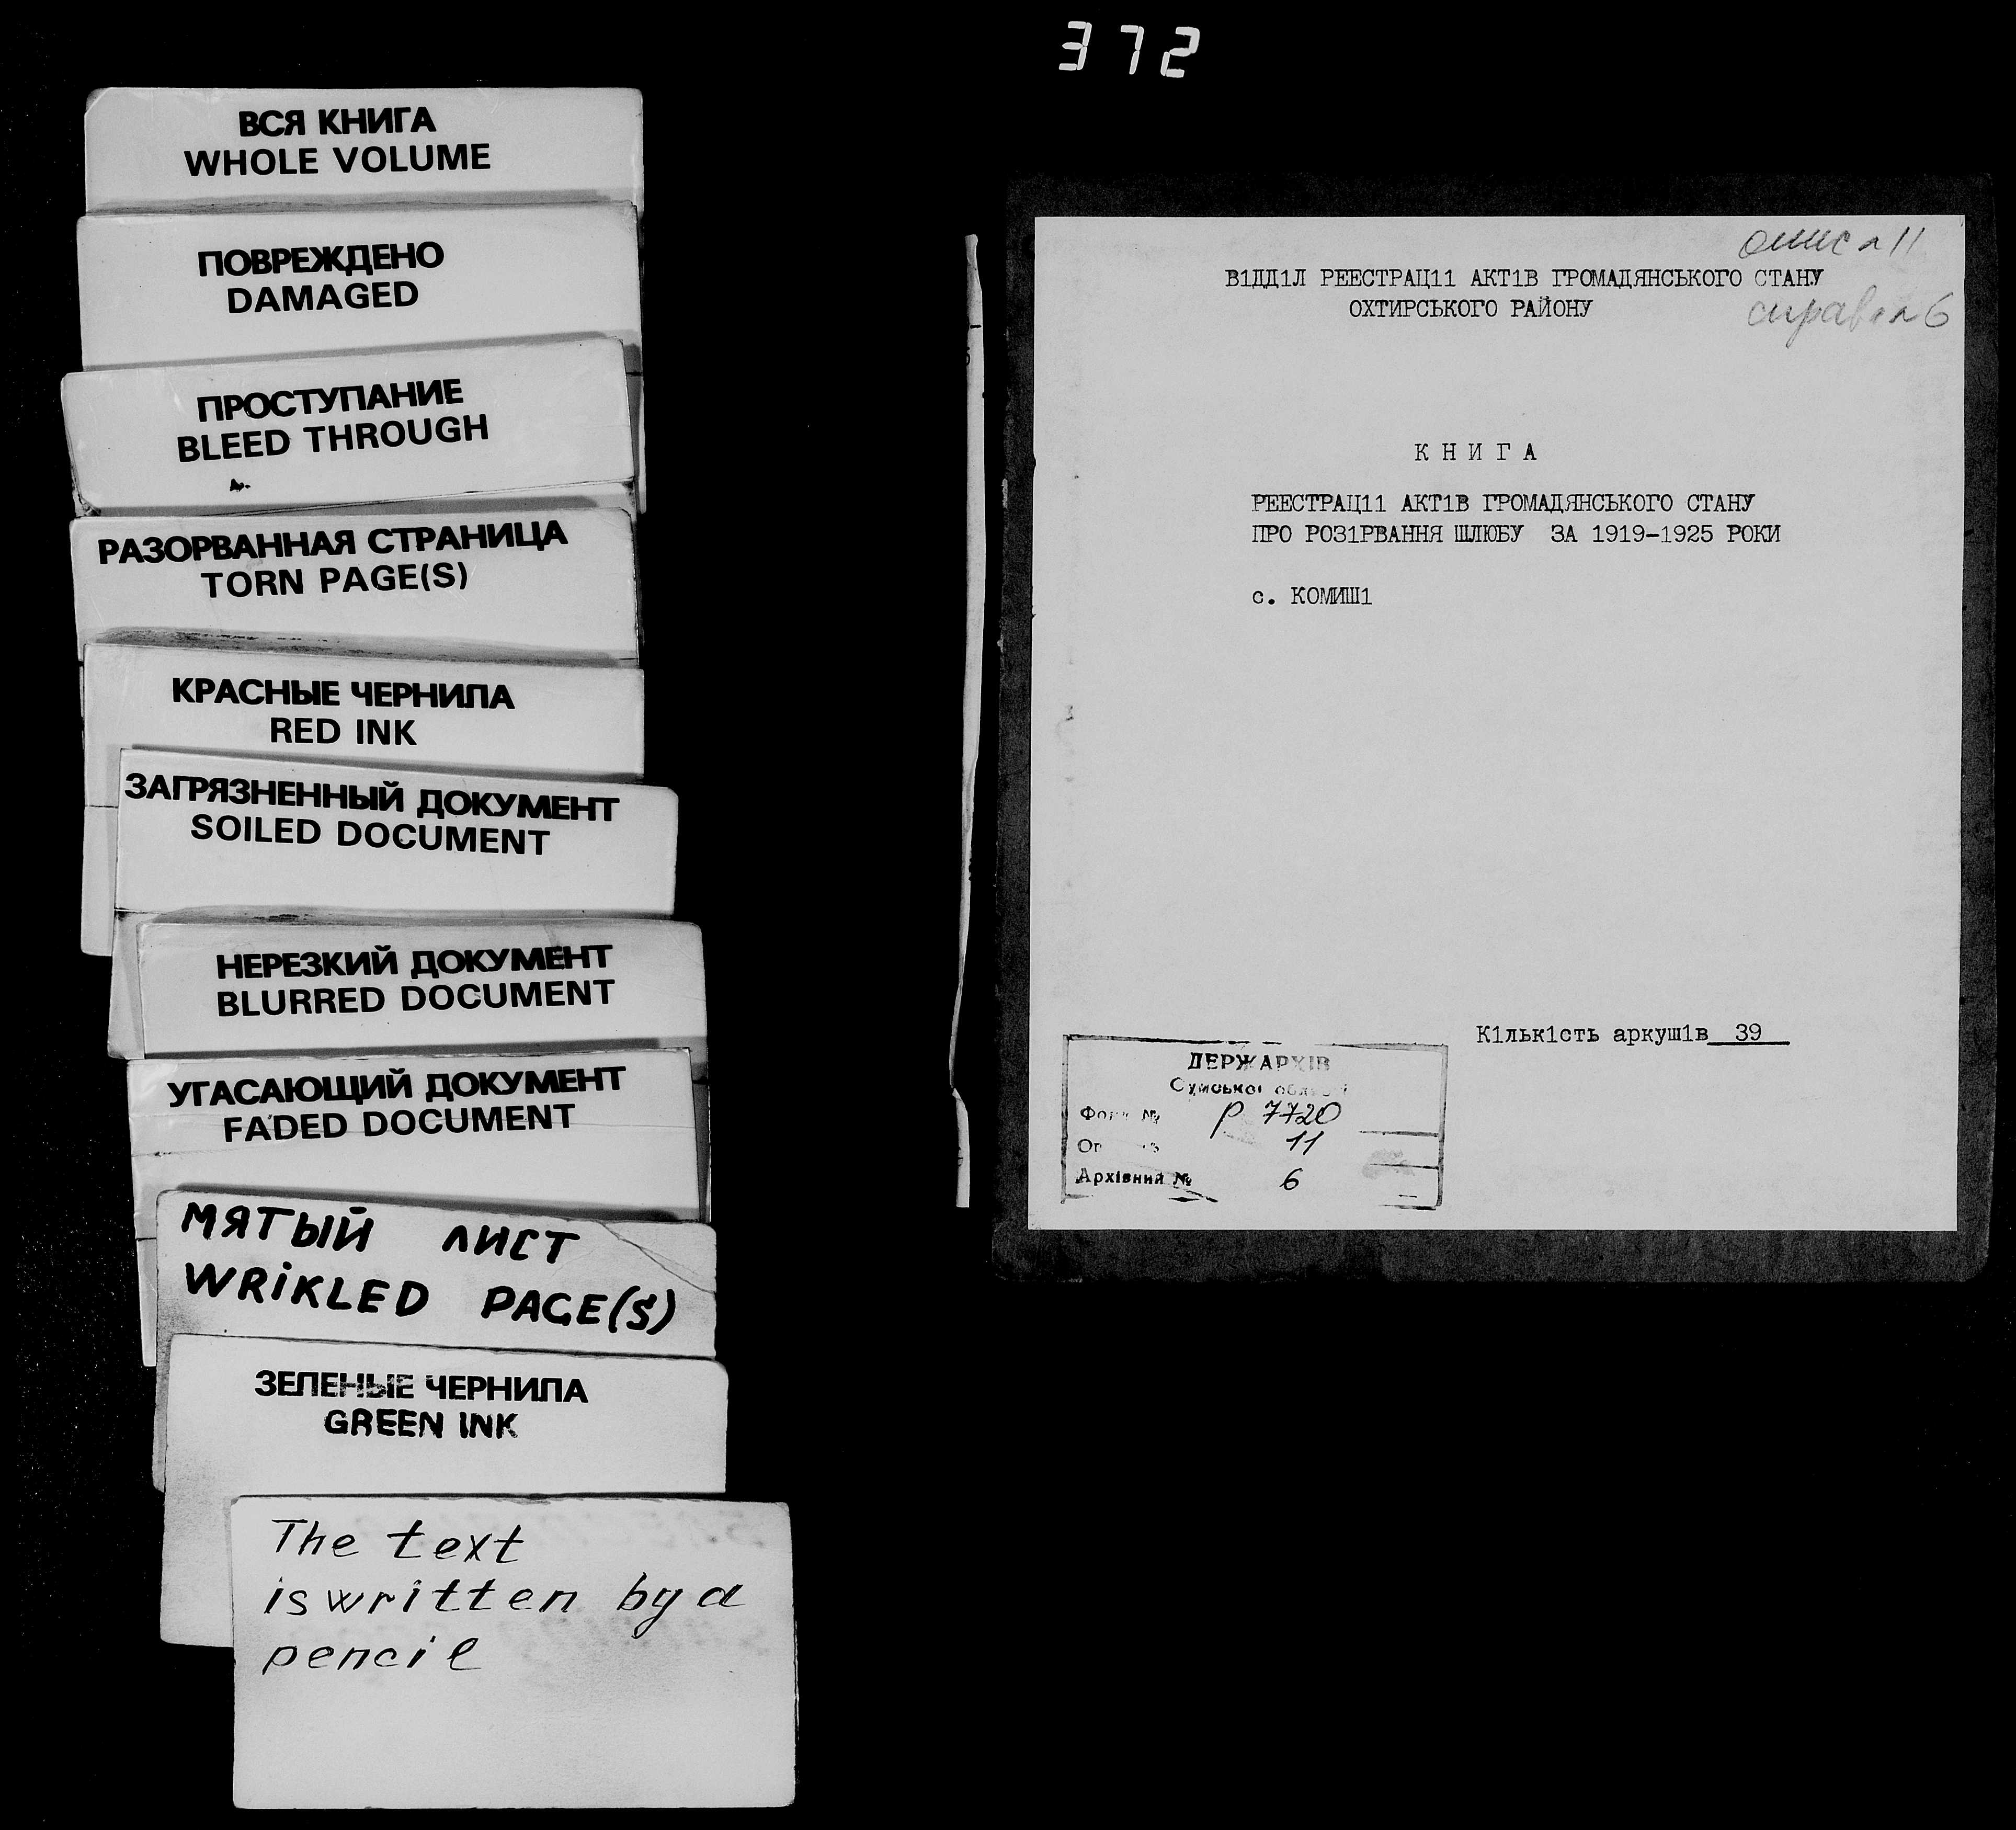 372
ВСЯ КНИГА
WHOLE VOLUME
ПОВРЕЖДЕНО
DAMAGED
ПРОСТУПАНИЕ
BLEED THROUGH
РАЗОРВАННАЯ СТРАНИЦА
TORN PAGE(S)
КРАСНЫЕ ЧЕРНИЛА
RED INK
ЗАГРЯЗНЕННЫЙ ДОКУМЕНТ
SOILED DOCUMENT
НЕРЕЗКИЙ ДОКУМЕНТ
BLURRED DOCUMENT
УГАСАЮЩИЙ ДОКУМЕНТ
FADED DOCUMENT
МЯТЫЙ ЛИСТ
WRIKLED PAGE(S)
ЗЕЛЕНЫЕ ЧЕРНИЛА
GREEN INK
The text
is written by a
pencil
опис 11
В1ДД1Л РЕЕСТРАЦ11 АКТ1В ГРОМАДЯНСЬКОГО СТАНУ
ОХТИРСЬКОГО РАЙОНУ
справа 6
К Н И Г А
РЕЕСТРАЦ11 АКТ1В ГРОМАДЯНСЬКОГО СТАНУ
ПРО РОЗ1РВАННЯ ШЛЮБУ ЗА 1919-1925 РОКИ
с. КОМИШ1
К1льк1сть аркуш1в 39
ДЕРЖАРХІВ
Сумської області
Фонд № Р 7720
11
Архівний № 6